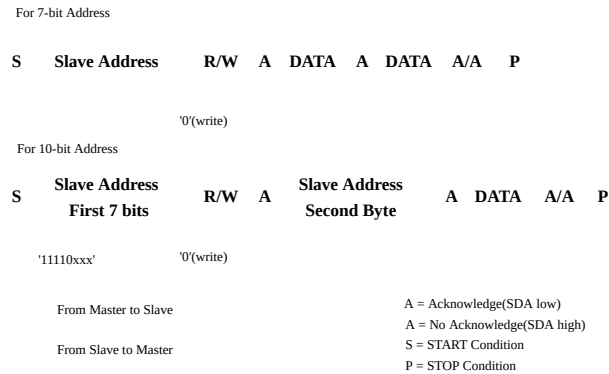 For 7-bit Address
S Slave Address R/W A DATA A DATA A/A P
'0'(write)
For 10-bit Address
S Slave Address First 7 bits R/W A Slave Address Second Byte A DATA A/A P
'11110xxx' '0'(write)
From Master to Slave
From Slave to Master
A = Acknowledge(SDA low)
A = No Acknowledge(SDA high)
S = START Condition
P = STOP Condition